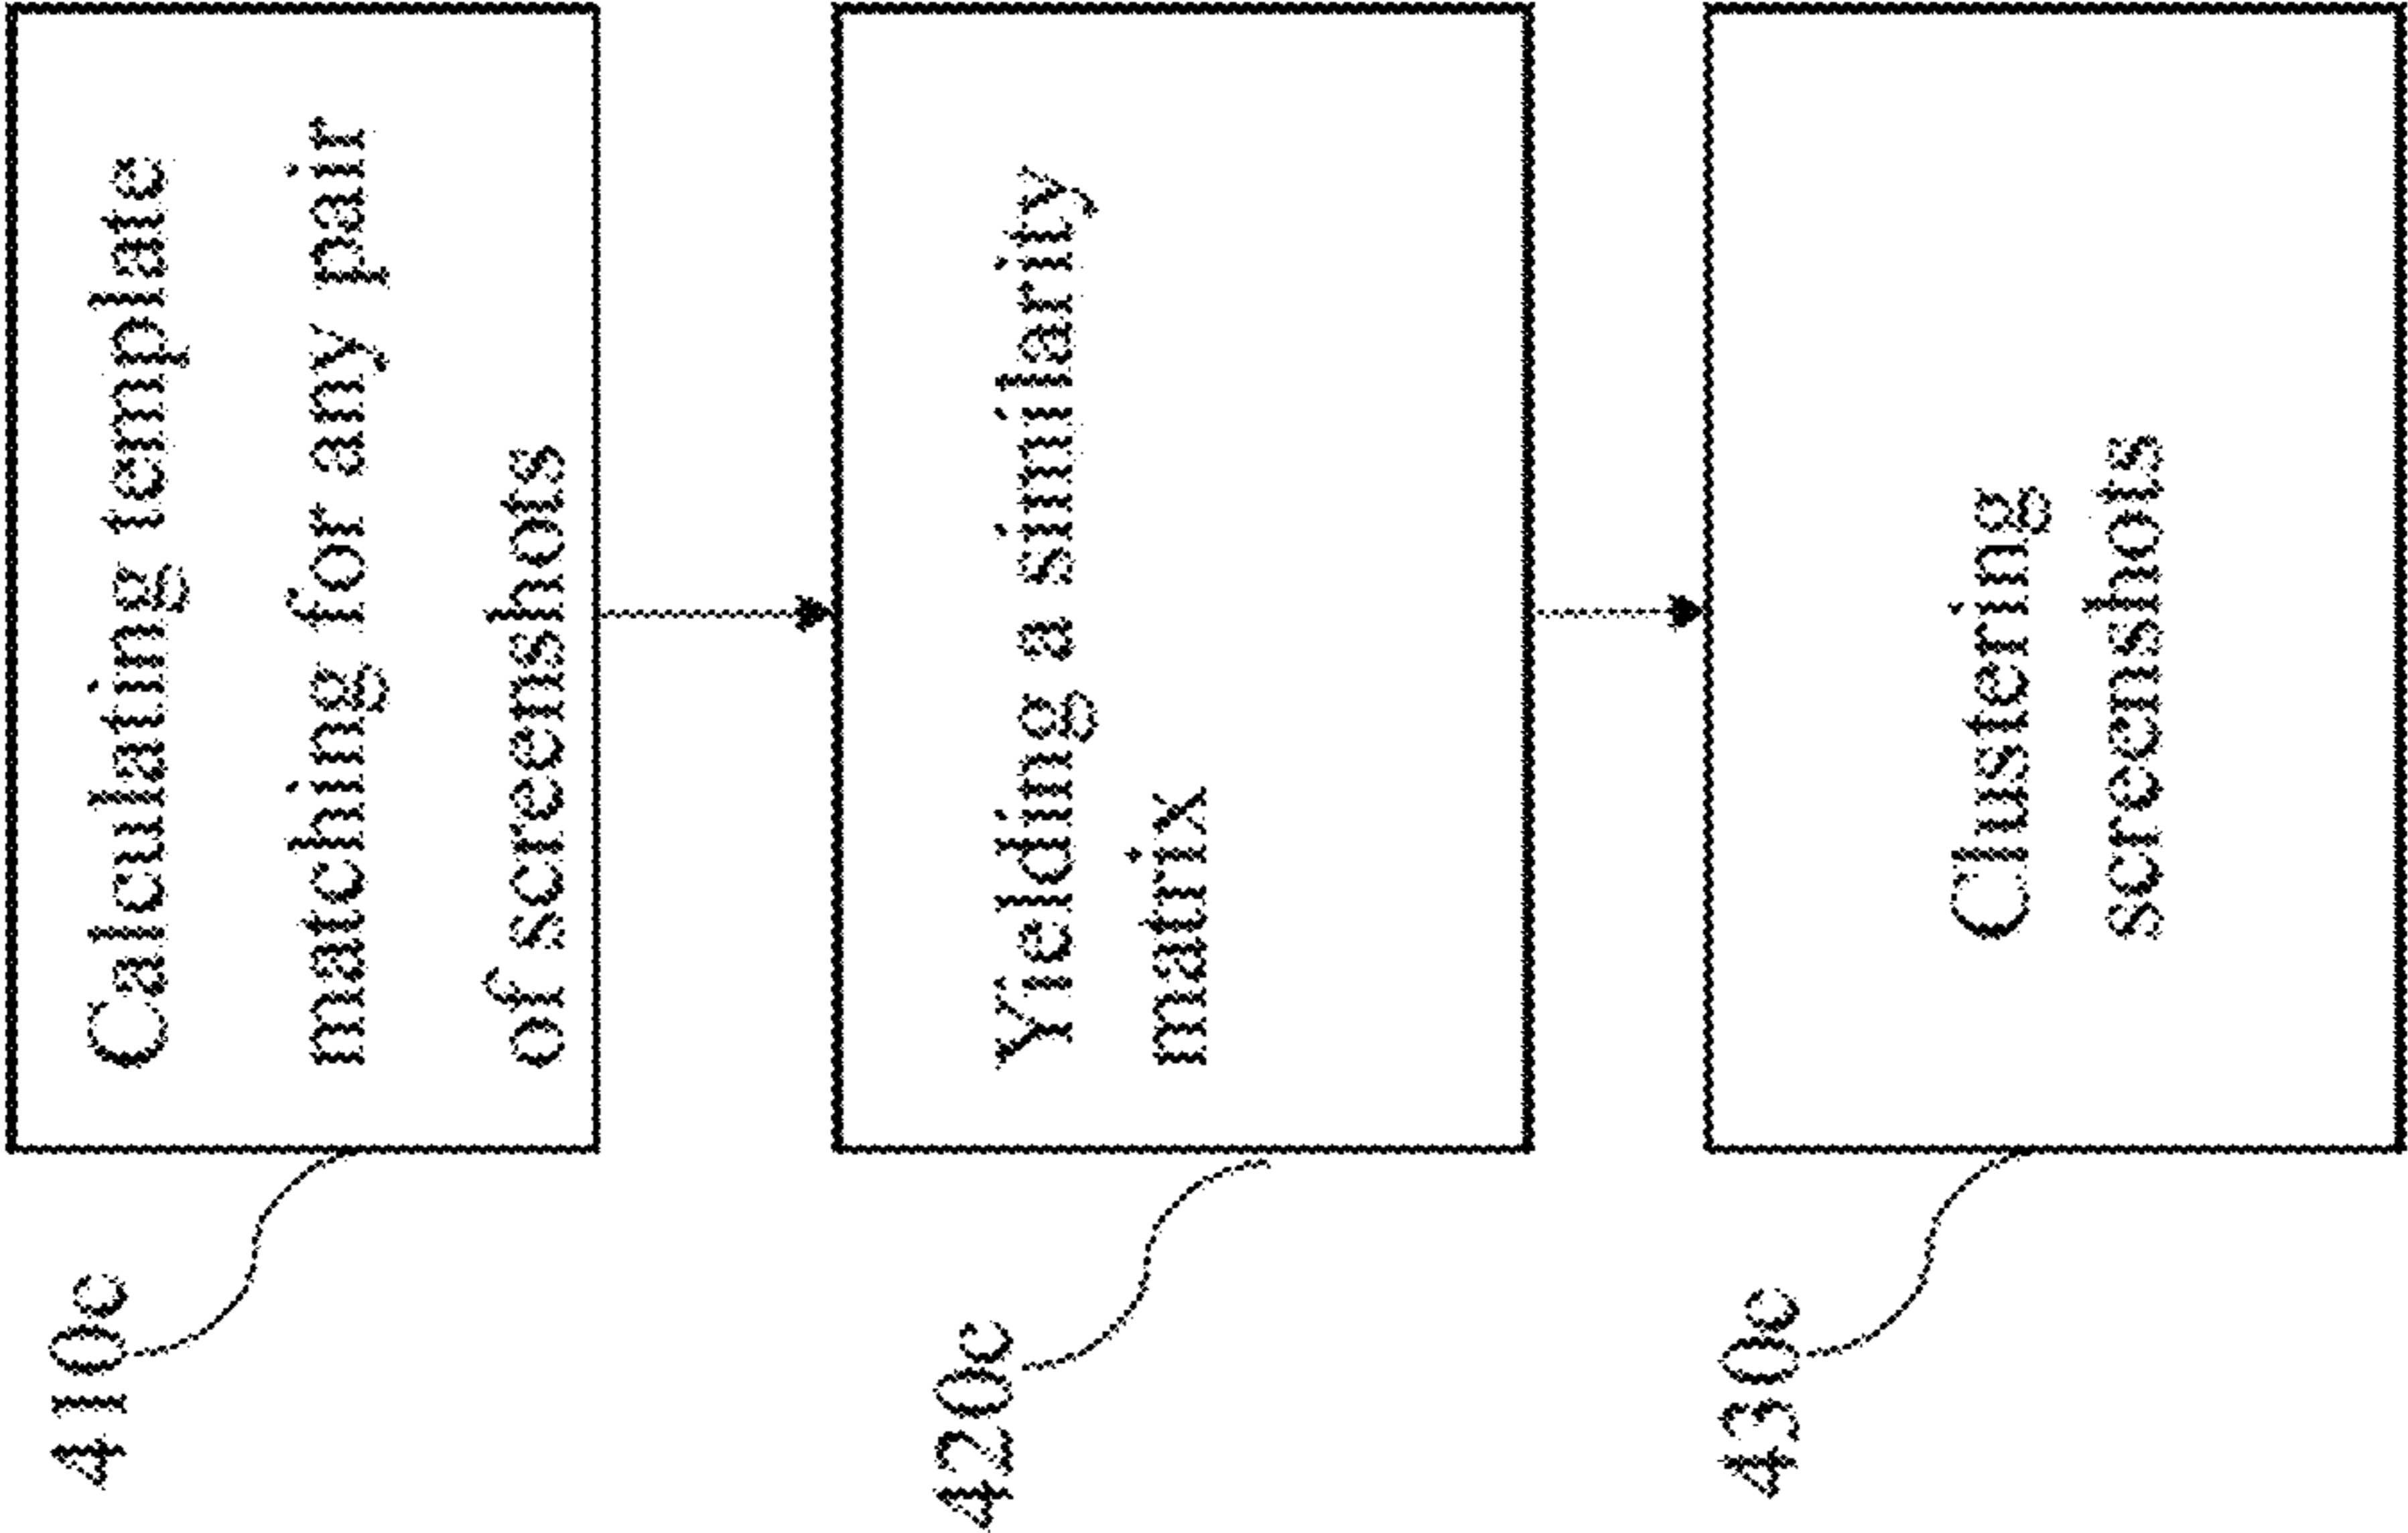 410c
Calculating template
matching for any pair
of screenshots
420c
Yielding a similarity
matrix
430c
Clustering
screenshots